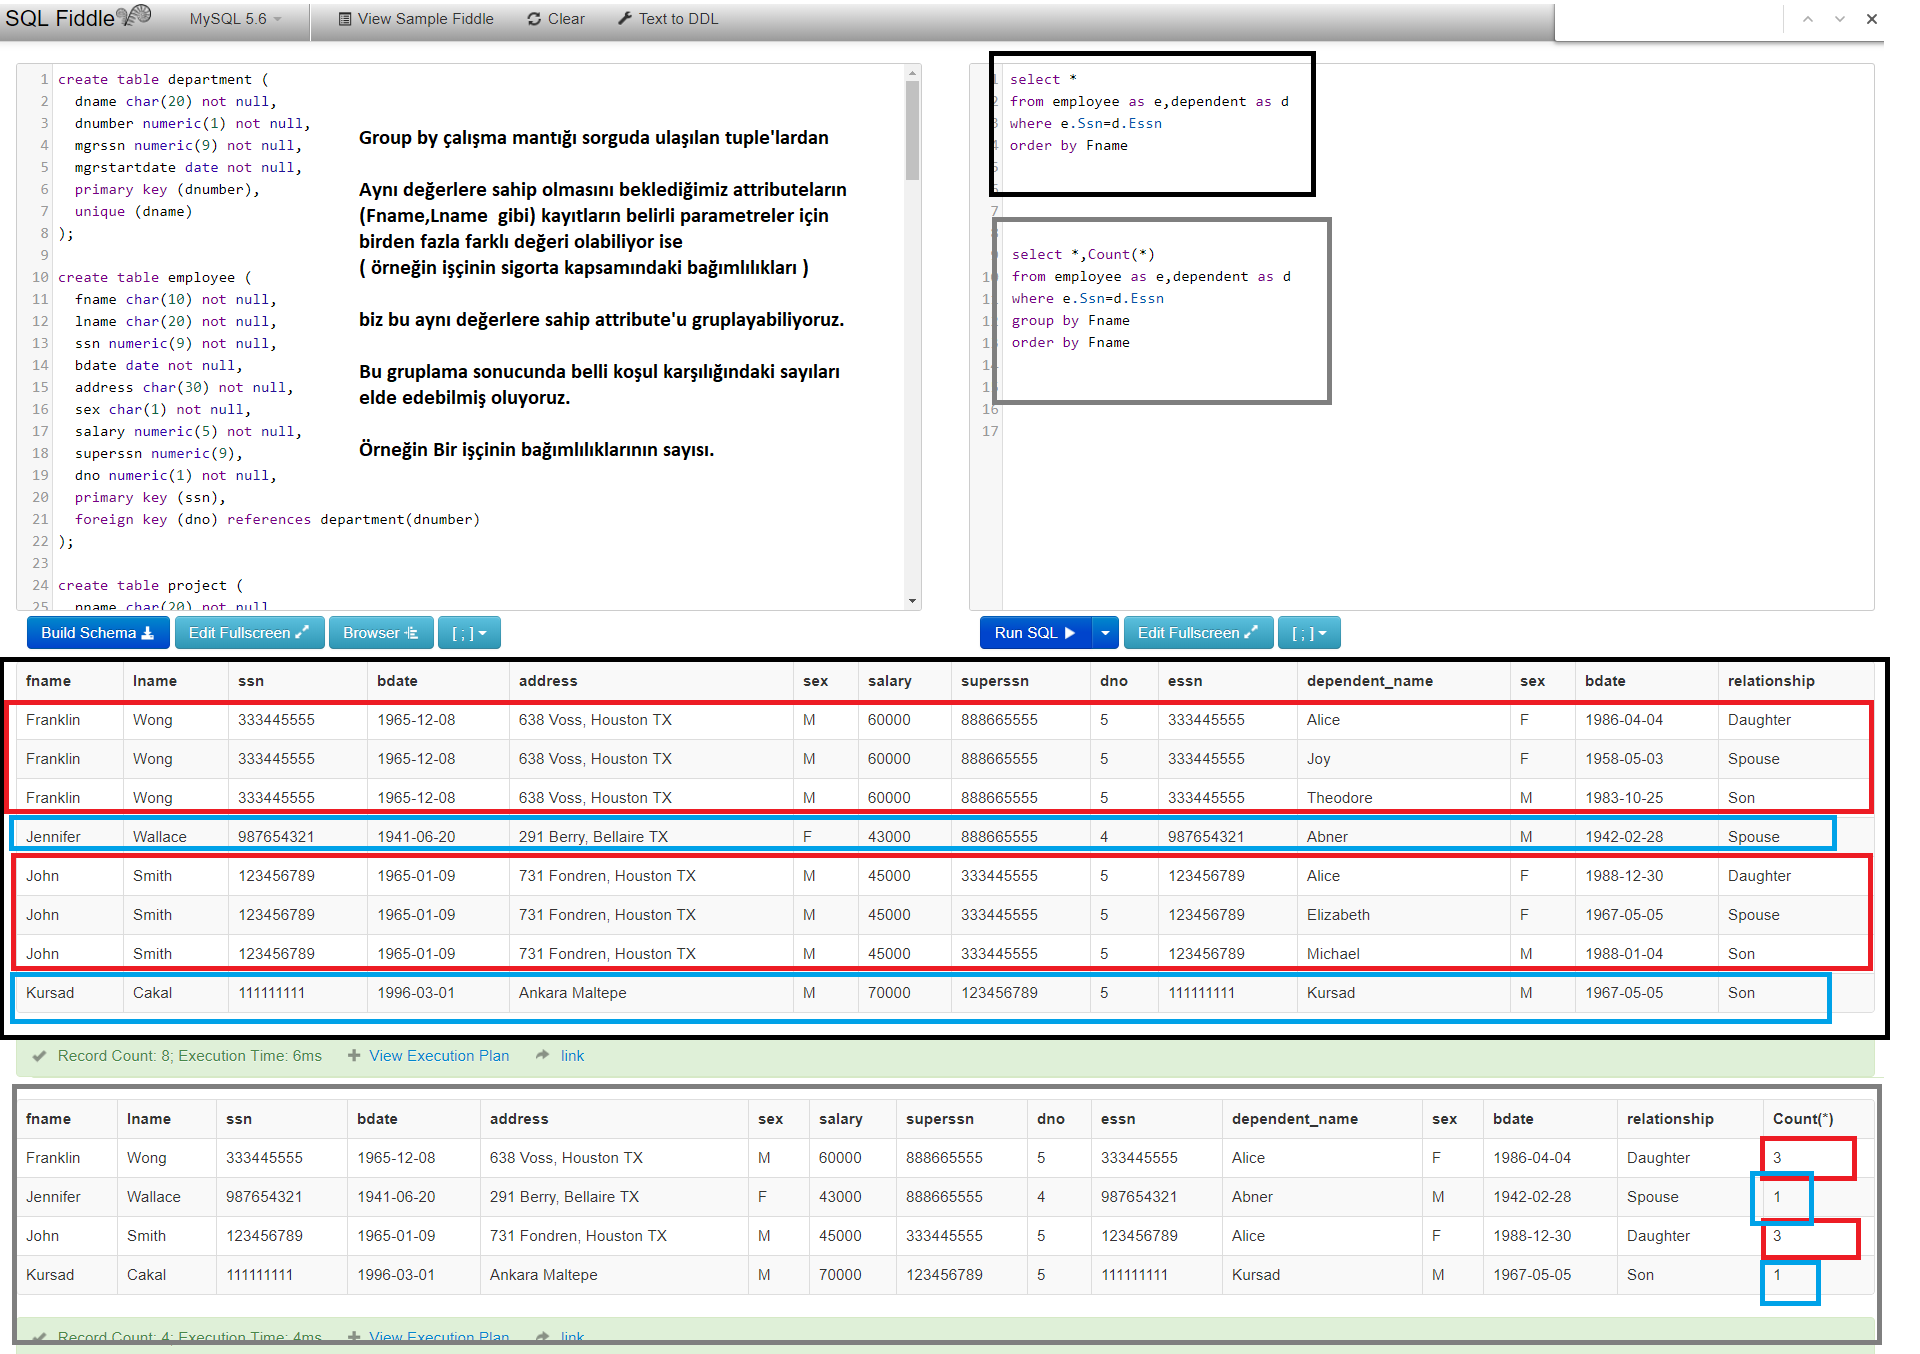 SQL Fiddle MySQL 5.6 View Sample Fiddle Clear Text to DDL
1 create table department (
2 dname char(20) not null,
3 dnumber numeric(1) not null,
4 mgrssn numeric(9) not null,
5 mgrstartdate date not null,
6 primary key (dnumber),
7 unique (dname)
8 );
9
10 create table employee (
11 fname char(10) not null,
12 lname char(20) not null,
13 ssn numeric(9) not null,
14 bdate date not null,
15 address char(30) not null,
16 sex char(1) not null,
17 salary numeric(5) not null,
18 superssn numeric(9),
19 dno numeric(1) not null,
20 primary key (ssn),
21 foreign key (dno) references department(dnumber)
22 );
23
24 create table project (
25 pname char(20) not null
Group by çalışma mantığı sorguda ulaşılan tuple'lardan
Aynı değerlere sahip olmasını beklediğimiz attributeların
(Fname,Lname gibi) kayıtların belirli parametreler için
birden fazla farklı değeri olabiliyor ise
( örneğin işçinin sigorta kapsamındaki bağımlılıkları )
biz bu aynı değerlere sahip attribute'u gruplayabiliyoruz.
Bu gruplama sonucunda belli koşul karşılığındaki sayıları
elde edebilmiş oluyoruz.
Örneğin Bir işçinin bağımlılıklarının sayısı.
1 select *
2 from employee as e,dependent as d
3 where e.Ssn=d.Essn
4 order by Fname
5
6
7
8
9 select *,Count(*)
10 from employee as e,dependent as d
11 where e.Ssn=d.Essn
12 group by Fname
13 order by Fname
14
15
16
17
Build Schema Edit Fullscreen Browser [ ; ] Run SQL Edit Fullscreen [ ; ]
fname lname ssn bdate address sex salary superssn dno essn dependent_name sex bdate relationship
Franklin Wong 333445555 1965-12-08 638 Voss, Houston TX M 60000 888665555 5 333445555 Alice F 1986-04-04 Daughter
Franklin Wong 333445555 1965-12-08 638 Voss, Houston TX M 60000 888665555 5 333445555 Joy F 1958-05-03 Spouse
Franklin Wong 333445555 1965-12-08 638 Voss, Houston TX M 60000 888665555 5 333445555 Theodore M 1983-10-25 Son
Jennifer Wallace 987654321 1941-06-20 291 Berry, Bellaire TX F 43000 888665555 4 987654321 Abner M 1942-02-28 Spouse
John Smith 123456789 1965-01-09 731 Fondren, Houston TX M 45000 333445555 5 123456789 Alice F 1988-12-30 Daughter
John Smith 123456789 1965-01-09 731 Fondren, Houston TX M 45000 333445555 5 123456789 Elizabeth F 1967-05-05 Spouse
John Smith 123456789 1965-01-09 731 Fondren, Houston TX M 45000 333445555 5 123456789 Michael M 1988-01-04 Son
Kursad Cakal 111111111 1996-03-01 Ankara Maltepe M 70000 123456789 5 111111111 Kursad M 1967-05-05 Son
Record Count: 8; Execution Time: 6ms View Execution Plan link
fname lname ssn bdate address sex salary superssn dno essn dependent_name sex bdate relationship Count(*)
Franklin Wong 333445555 1965-12-08 638 Voss, Houston TX M 60000 888665555 5 333445555 Alice F 1986-04-04 Daughter 3
Jennifer Wallace 987654321 1941-06-20 291 Berry, Bellaire TX F 43000 888665555 4 987654321 Abner M 1942-02-28 Spouse 1
John Smith 123456789 1965-01-09 731 Fondren, Houston TX M 45000 333445555 5 123456789 Alice F 1988-12-30 Daughter 3
Kursad Cakal 111111111 1996-03-01 Ankara Maltepe M 70000 123456789 5 111111111 Kursad M 1967-05-05 Son 1
Record Count: 4; Execution Time: 4ms View Execution Plan link